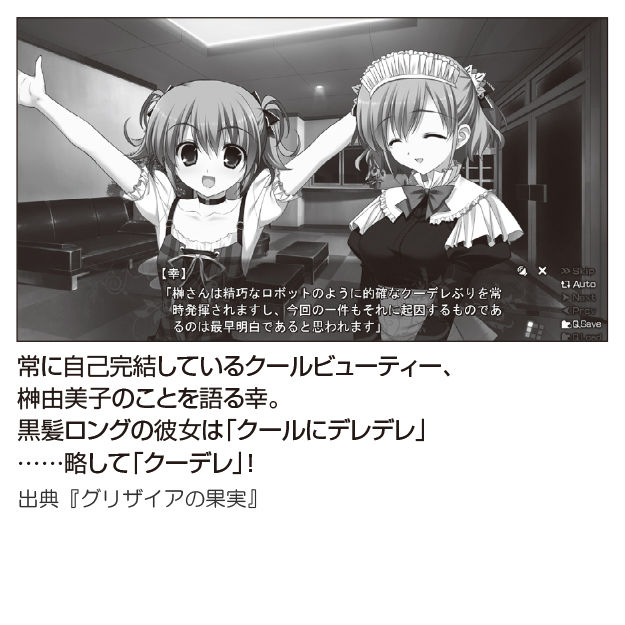 【幸】
「榊さんは精巧なロボットのように的確なクーデレぶりを常
時発揮されますし、今回の一件もそれに起因するものであ
るのは最早明白であると思われます」
Skip
Auto
Next
Prev
Q.Save
Q.Load
常に自己完結しているクールビューティー、
榊由美子のことを語る幸。
黒髪ロングの彼女は「クールにデレデレ」
……略して「クーデレ」!
出典『グリザイアの果実』